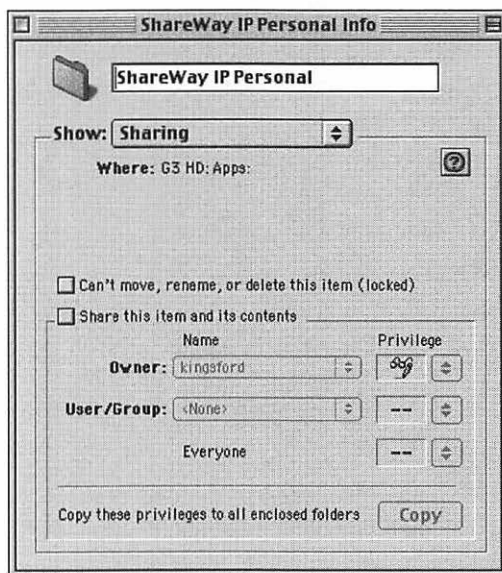 ShareWay IP Personal Info
ShareWay IP Personal
Show: Sharing
Where: G3 HD: Apps:
Can't move, rename, or delete this item (locked)
Share this item and its contents
Name Privilege
Owner: kingsford
User/Group: <None> --
Everyone --
Copy these privileges to all enclosed folders Copy